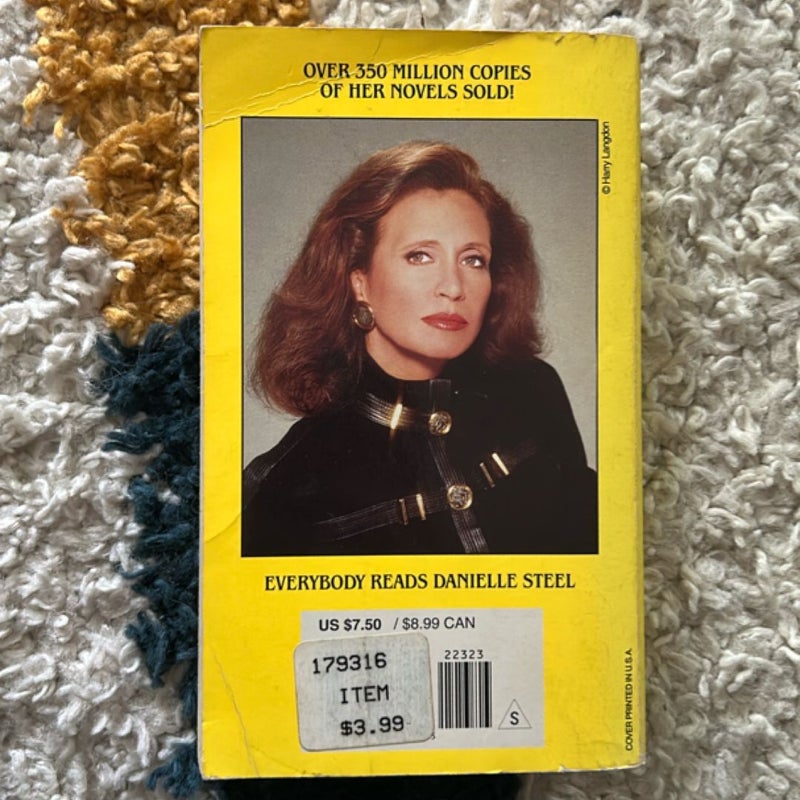 OVER 350 MILLION COPIES
OF HER NOVELS SOLD!
© Harry Langdon
EVERYBODY READS DANIELLE STEEL
US $7.50 / $8.99 CAN
22323
179316
ITEM
$3.99
S
COVER PRINTED IN U.S.A.